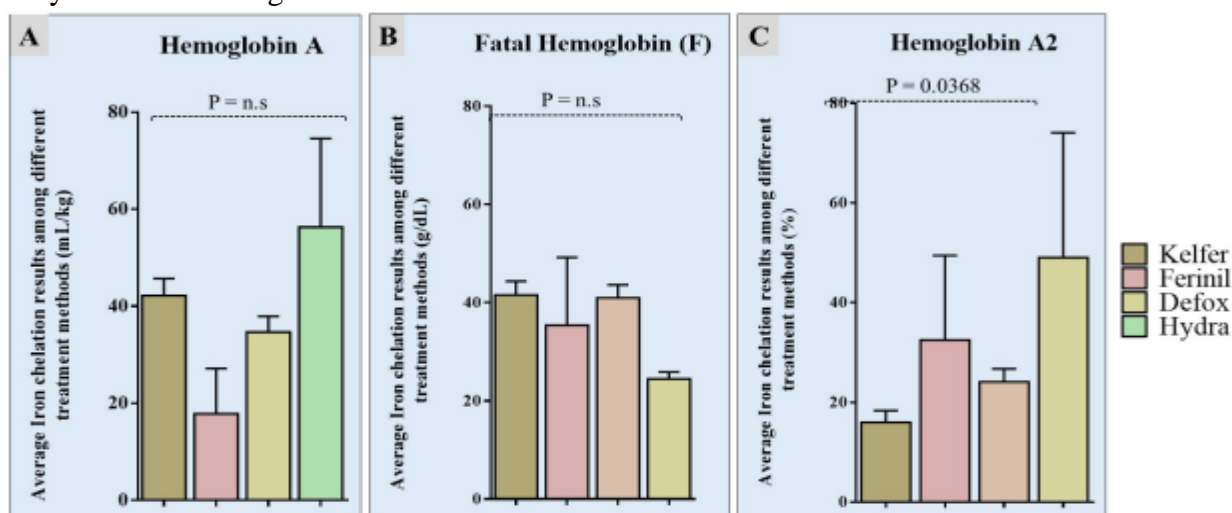 A
Hemoglobin A
P = n.s
Average Iron chelation results among different
treatment methods (mL/kg)
80
60
40
20
0
B
Fatal Hemoglobin (F)
P = n.s
Average Iron chelation results among different
treatment methods (g/dL)
80
60
40
20
0
C
Hemoglobin A2
P = 0.0368
Average Iron chelation results among different
treatment methods (%)
80
60
40
20
0
Kelfer
Ferinil
Defox
Hydra